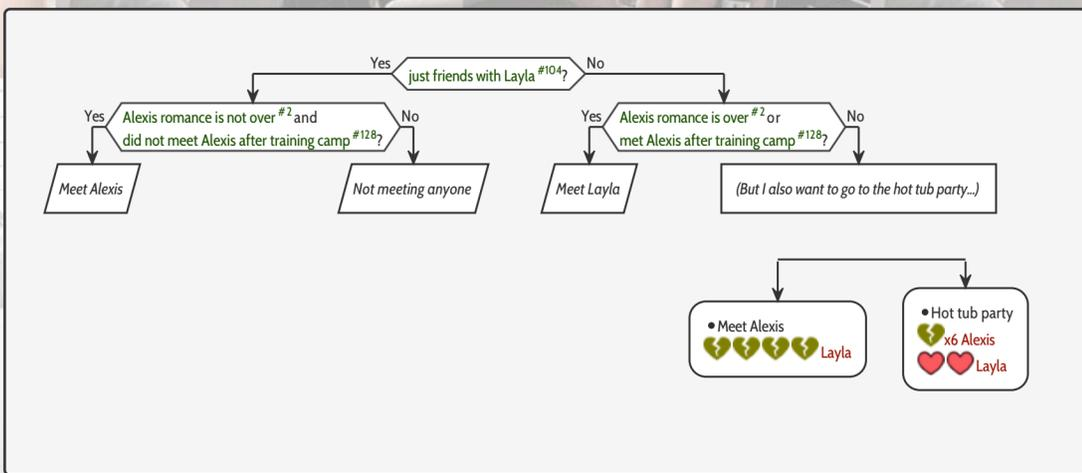 Yes
just friends with Layla #104?
No
Yes
Alexis romance is not over #2 and
did not meet Alexis after training camp #128?
No
Yes
Alexis romance is over #2 or
met Alexis after training camp #128?
No
Meet Alexis
Not meeting anyone
Meet Layla
(But I also want to go to the hot tub party...)
•Meet Alexis
Layla
•Hot tub party
x6 Alexis
Layla